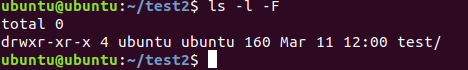 ubuntu@ubuntu:~/test2$ ls -l -F
total 0
drwxr-xr-x 4 ubuntu ubuntu 160 Mar 11 12:00 test/
ubuntu@ubuntu:~/test2$